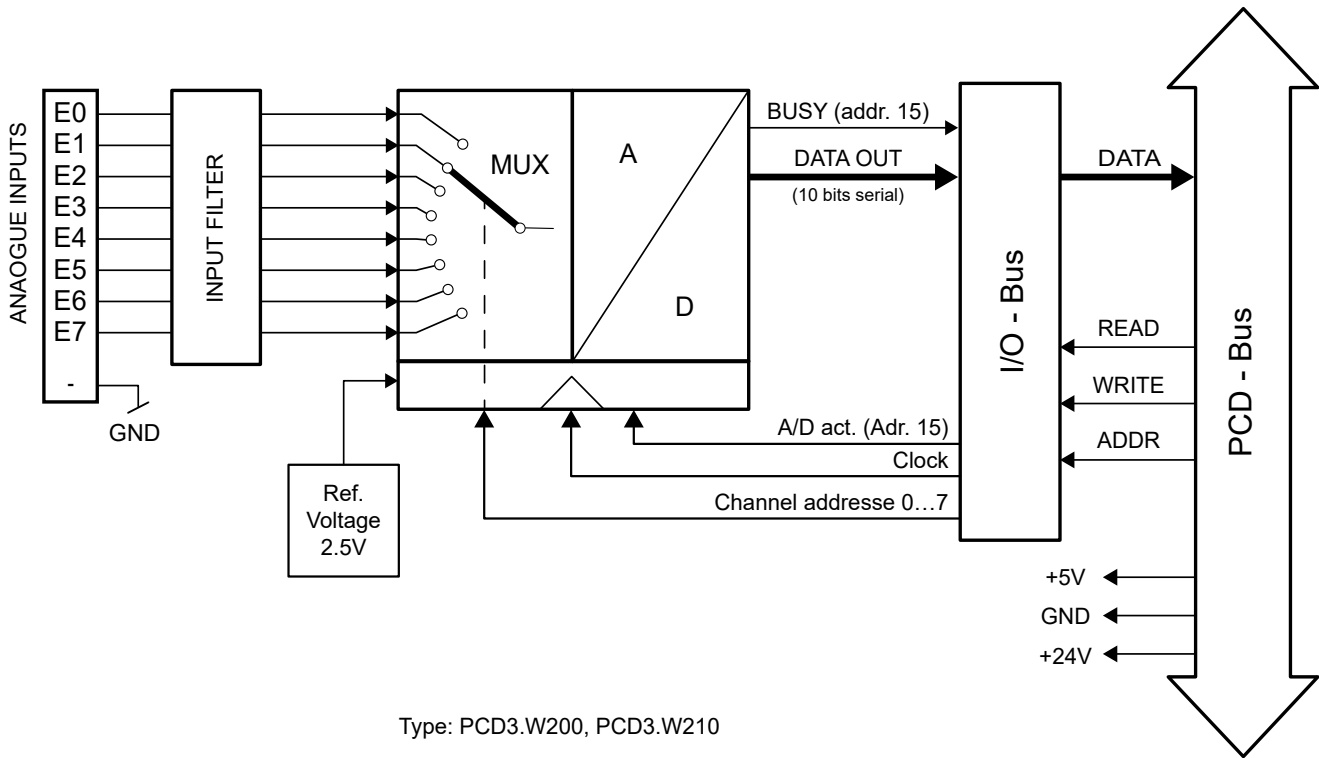 ANAOGUE INPUTS
E0
E1
E2
E3
E4
E5
E6
E7
-
GND
INPUT FILTER
MUX
A
D
Ref.
Voltage
2.5V
BUSY (addr. 15)
DATA OUT
(10 bits serial)
A/D act. (Adr. 15)
Clock
Channel addresse 0…7
I/O - Bus
DATA
READ
WRITE
ADDR
+5V
GND
+24V
PCD - Bus
Type: PCD3.W200, PCD3.W210